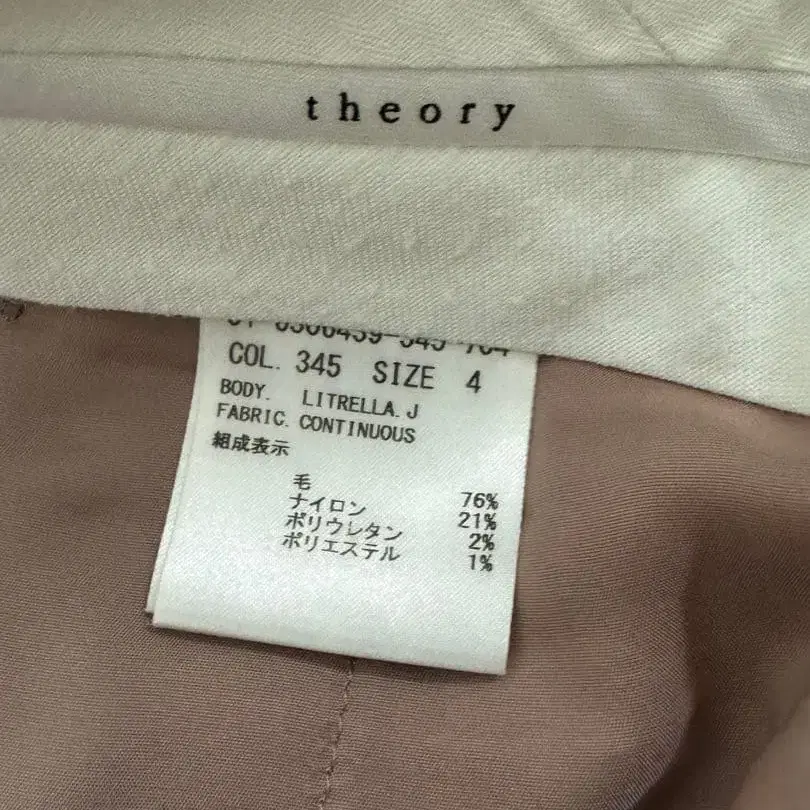 theory
COL. 345 SIZE 4
BODY. LITRELLA. J
FABRIC. CONTINUOUS
組成表示
毛 76%
ナイロン 21%
ポリウレタン 2%
ポリエステル 1%